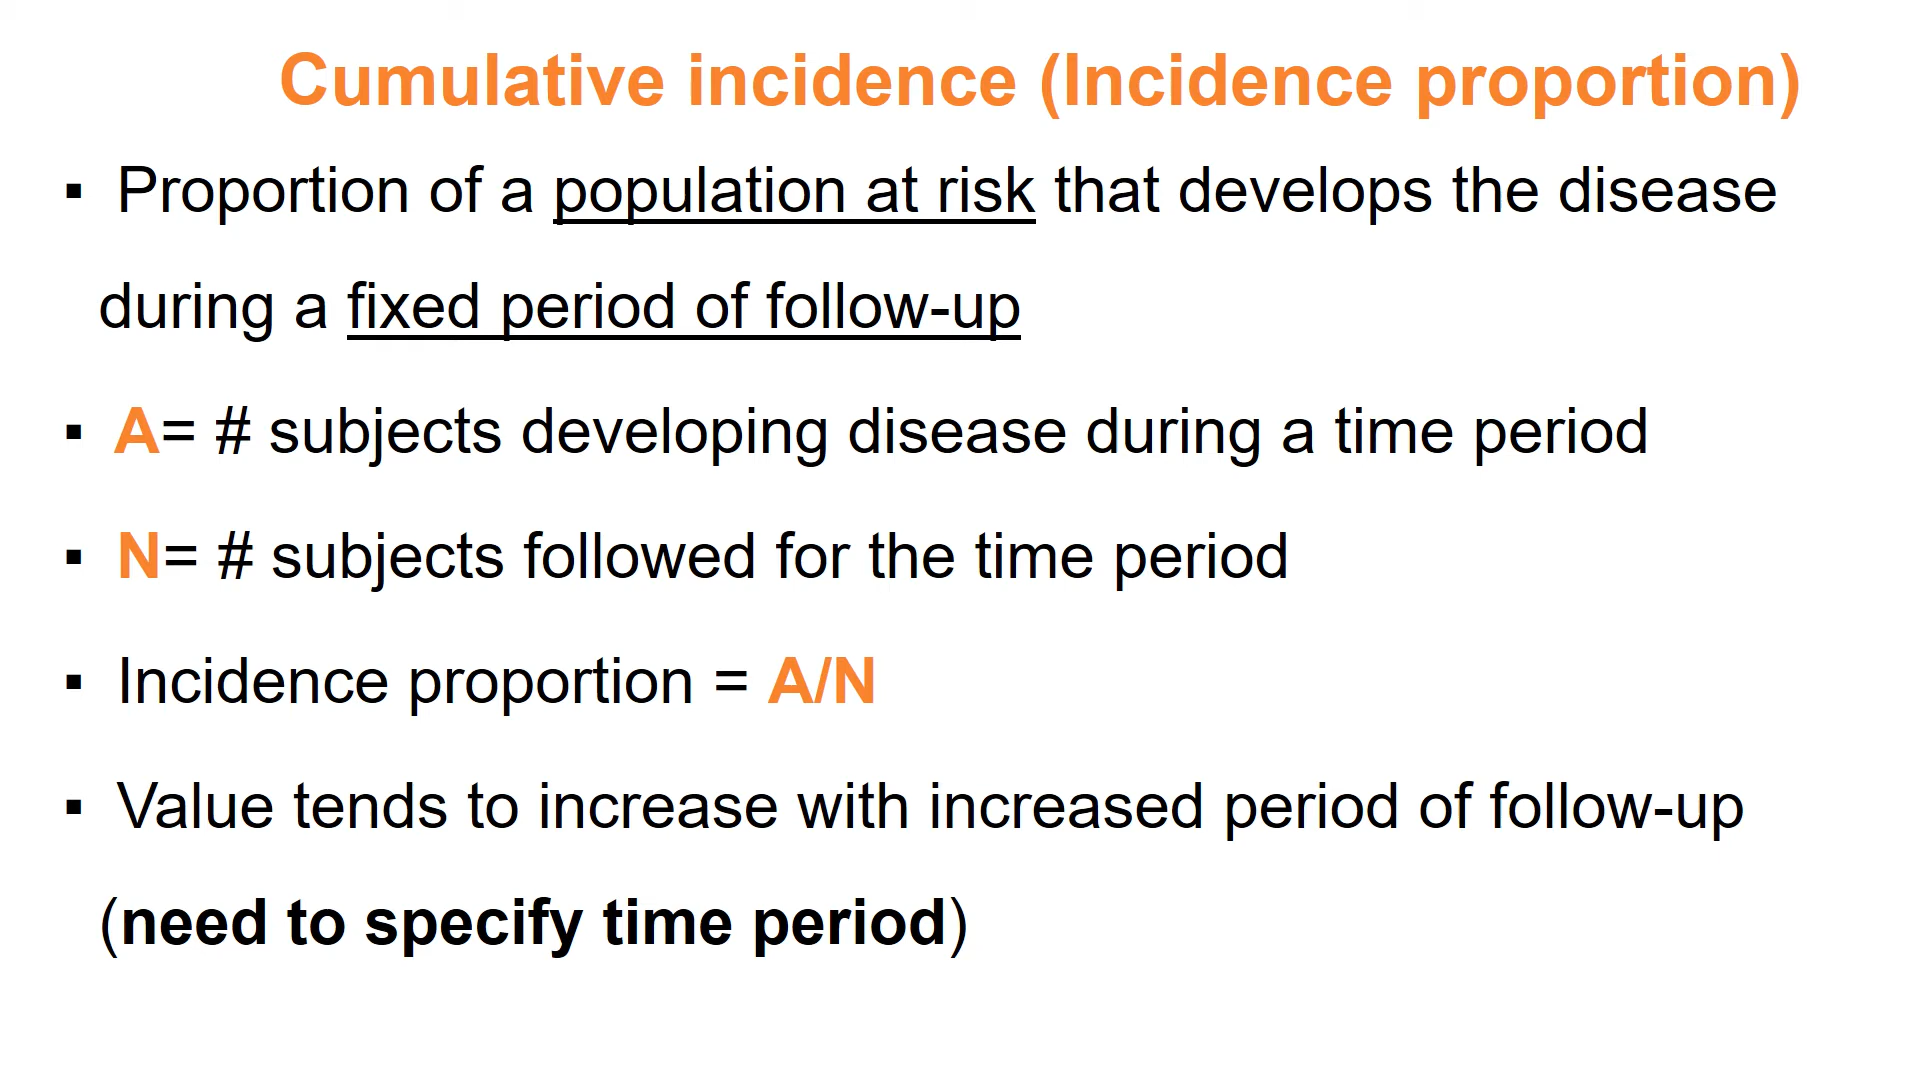 Cumulative incidence (Incidence proportion)
▪ Proportion of a population at risk that develops the disease
during a fixed period of follow-up
▪ A= # subjects developing disease during a time period
▪ N= # subjects followed for the time period
▪ Incidence proportion = A/N
▪ Value tends to increase with increased period of follow-up
(need to specify time period)